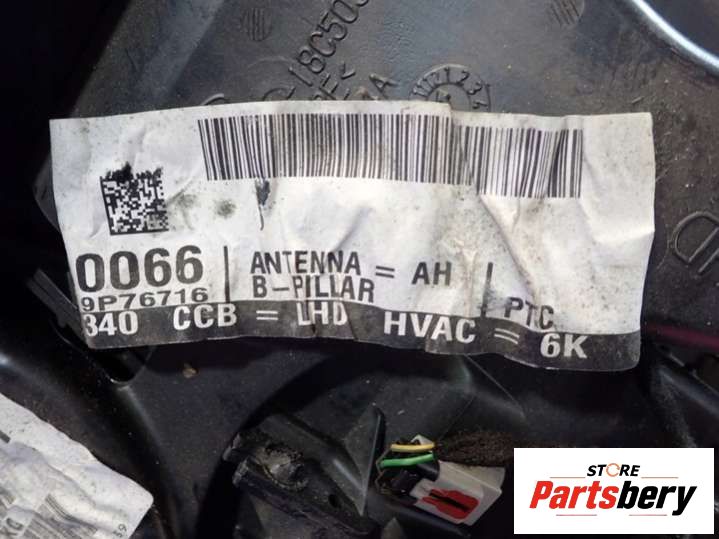 0066
9P76716
ANTENNA = AH
B-PILLAR
PTC
340 CCB = LHD HVAC = 6K
STORE
Partsbery